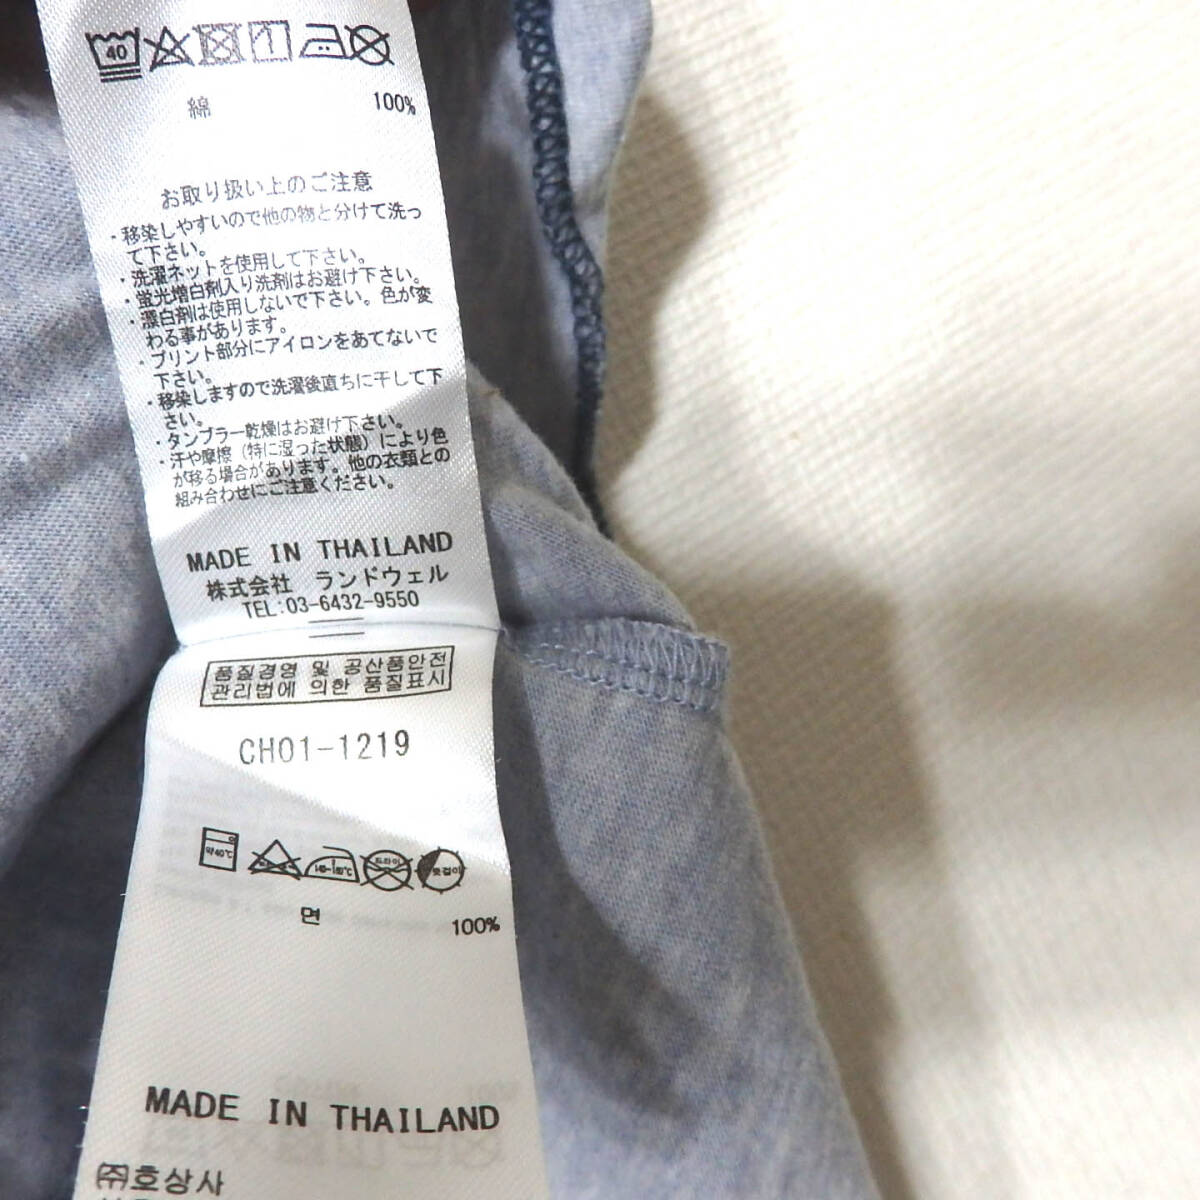 40
綿 100%
お取り扱い上のご注意
・移染しやすいので他の物と分けて洗っ
て下さい。
・洗濯ネットを使用して下さい。
・蛍光増白剤入り洗剤はお避け下さい。
・漂白剤は使用しないで下さい。色が変
わる事があります。
・プリント部分にアイロンをあてないで
下さい。
・移染しますので洗濯後直ちに干して下
さい。
・タンブラー乾燥はお避け下さい。
・汗や摩擦（特に湿った状態）により色
が移る場合があります。他の衣類との
組み合わせにご注意ください。
MADE IN THAILAND
株式会社 ランドウェル
TEL:03-6432-9550
품질경영 및 공산품안전
관리법에 의한 품질표시
CH01-1219
약40℃ 드라이
면 100%
MADE IN THAILAND
㈜호상사